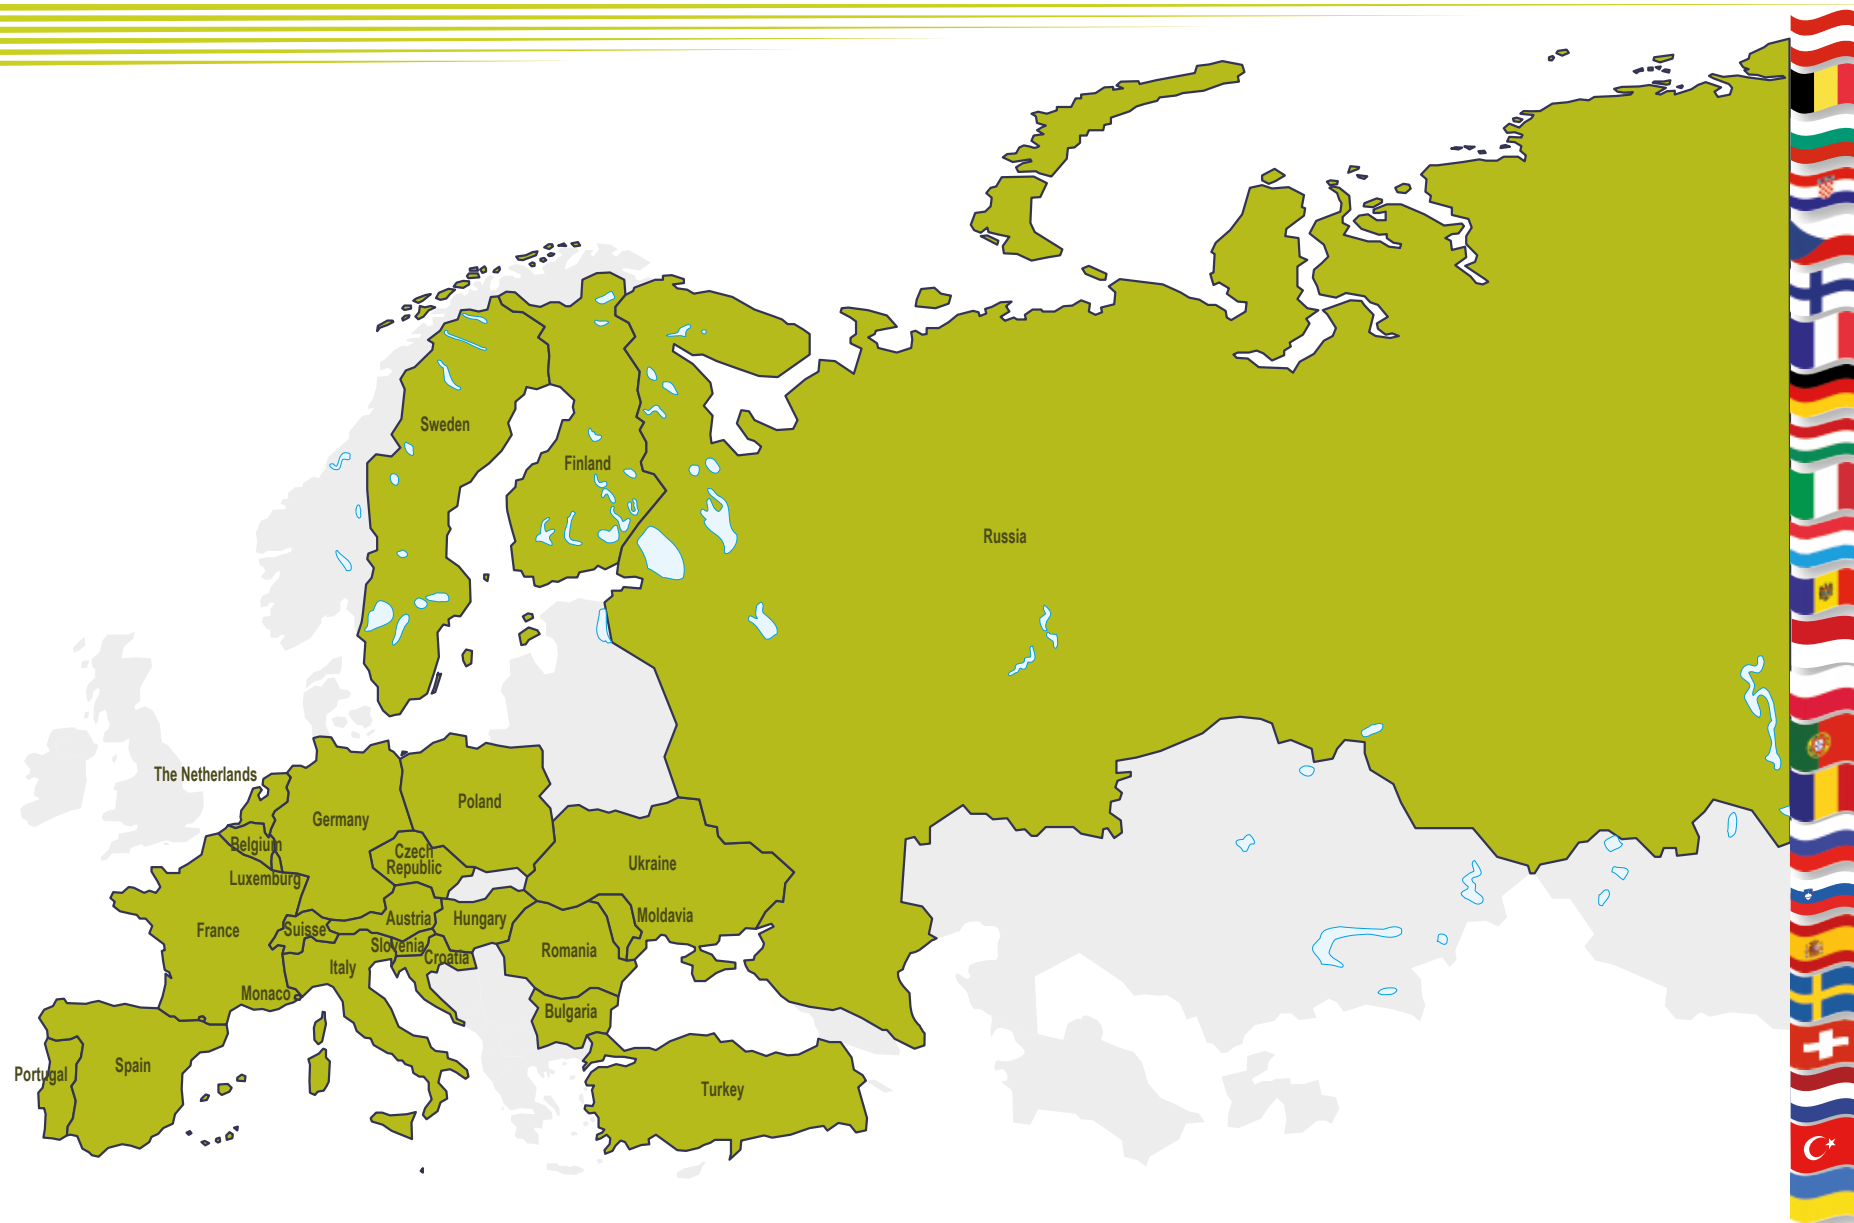 Sweden
Finland
Russia
The Netherlands
Poland
Germany
Belgium
Czech
Republic
Ukraine
Luxemburg
France
Suisse
Austria
Hungary
Moldavia
Slovenia
Croatia
Romania
Italy
Monaco
Bulgaria
Spain
Portugal
Turkey